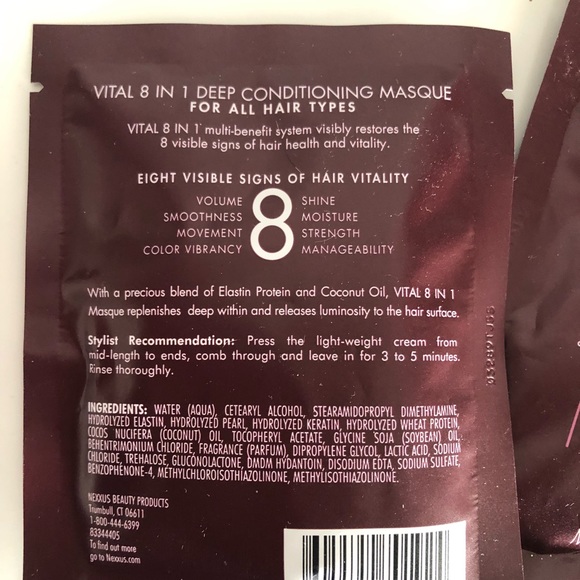 VITAL 8 IN 1 DEEP CONDITIONING MASQUE
FOR ALL HAIR TYPES
VITAL 8 IN 1 multi-benefit system visibly restores the
8 visible signs of hair health and vitality.
EIGHT VISIBLE SIGNS OF HAIR VITALITY
VOLUME 8 SHINE
SMOOTHNESS MOISTURE
MOVEMENT STRENGTH
COLOR VIBRANCY MANAGEABILITY
With a precious blend of Elastin Protein and Coconut Oil, VITAL 8 IN 1
Masque replenishes deep within and releases luminosity to the hair surface.
Stylist Recommendation: Press the light-weight cream from
mid-length to ends, comb through and leave in for 3 to 5 minutes.
Rinse thoroughly.
INGREDIENTS: WATER (AQUA), CETEARYL ALCOHOL, STEARAMIDOPROPYL DIMETHYLAMINE,
HYDROLYZED ELASTIN, HYDROLYZED PEARL, HYDROLYZED KERATIN, HYDROLYZED WHEAT PROTEIN,
COCOS NUCIFERA (COCONUT) OIL, TOCOPHERYL ACETATE, GLYCINE SOJA (SOYBEAN) OIL,
BEHENTRIMONIUM CHLORIDE, FRAGRANCE (PARFUM), DIPROPYLENE GLYCOL, LACTIC ACID, SODIUM
CHLORIDE, TREHALOSE, GLUCONOLACTONE, DMDM HYDANTOIN, DISODIUM EDTA, SODIUM SULFATE,
BENZOPHENONE-4, METHYLCHLOROISOTHIAZOLINONE, METHYLISOTHIAZOLINONE.
NEXXUS BEAUTY PRODUCTS
Trumbull, CT 06611
1-800-444-6399
83344405
To find out more
go to Nexxus.com